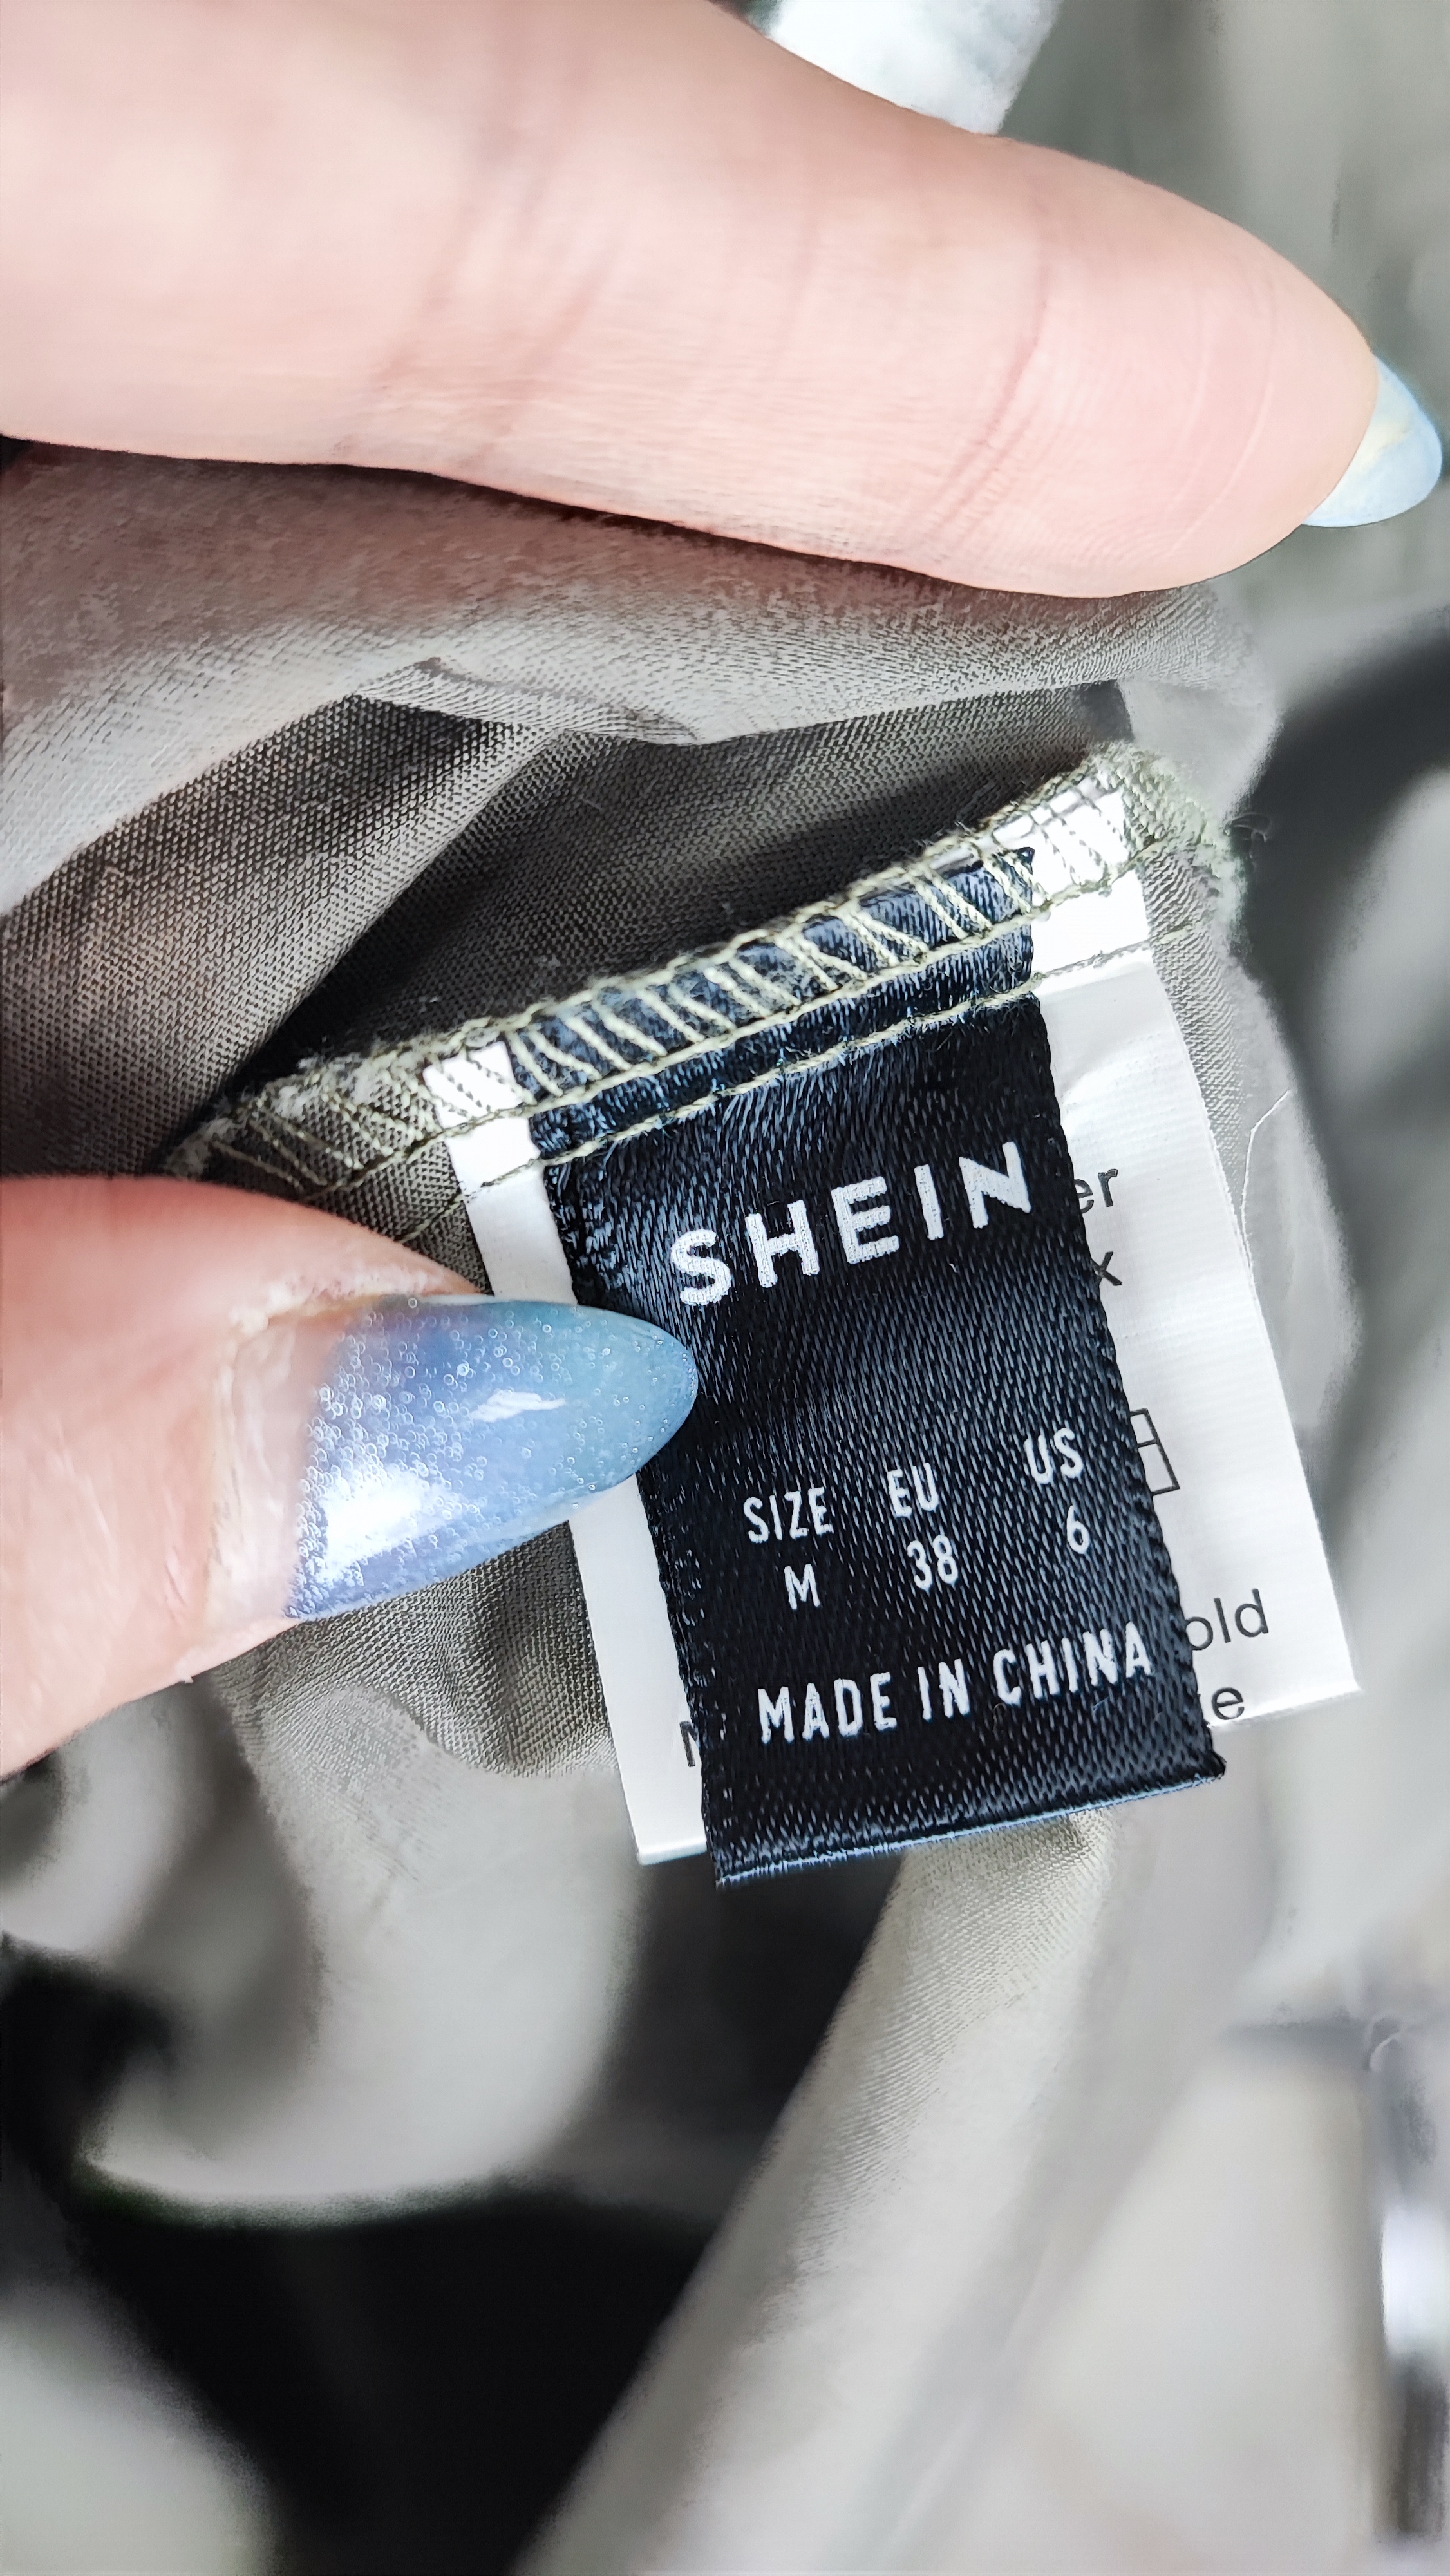 SHEIN
SIZE EU US
M 38 6
MADE IN CHINA